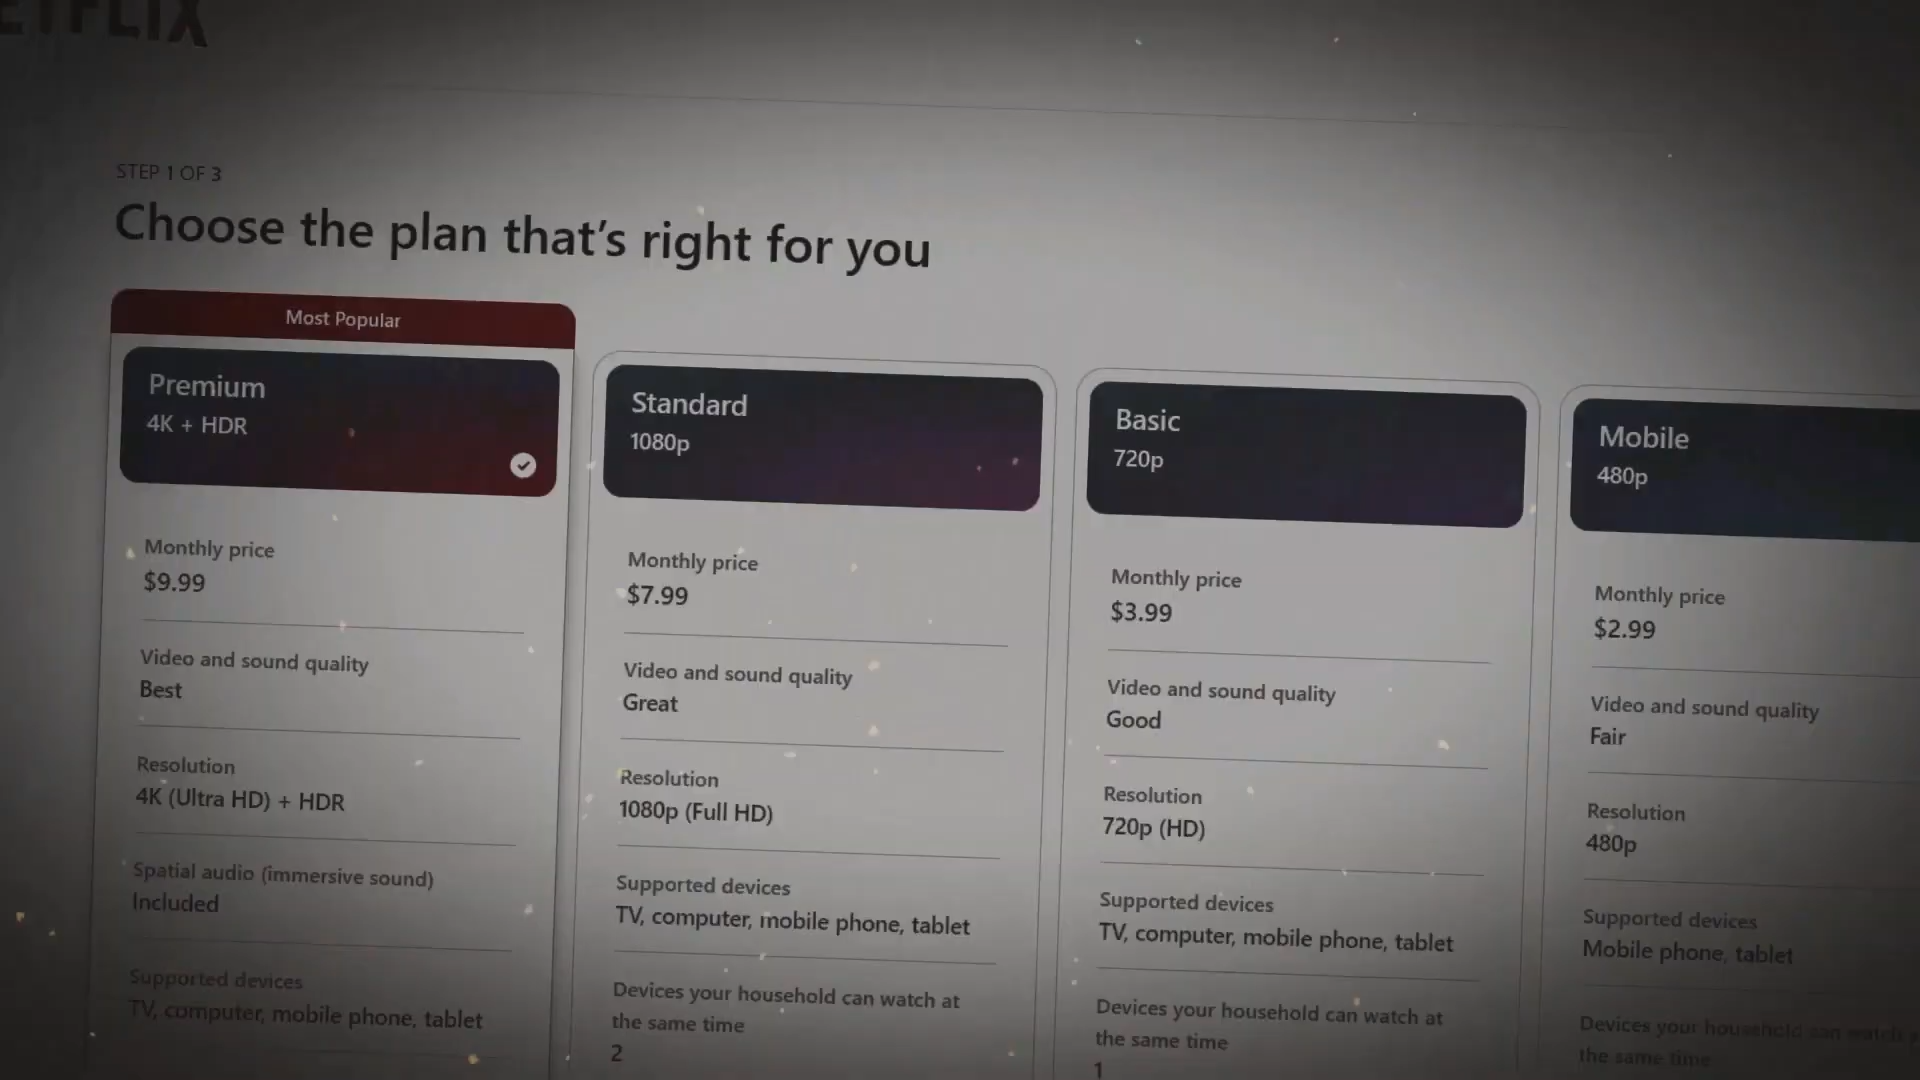 ETFLIX
STEP 1 OF 3
Choose the plan that's right for you
Most Popular
Premium
4K + HDR
Monthly price
$9.99
Video and sound quality
Best
Resolution
4K (Ultra HD) + HDR
Spatial audio (immersive sound)
Included
Supported devices
TV, computer, mobile phone, tablet
Standard
1080p
Monthly price
$7.99
Video and sound quality
Great
Resolution
1080p (Full HD)
Supported devices
TV, computer, mobile phone, tablet
Devices your household can watch at
the same time
2
Basic
720p
Monthly price
$3.99
Video and sound quality
Good
Resolution
720p (HD)
Supported devices
TV, computer, mobile phone, tablet
Devices your household can watch at
the same time
1
Mobile
480p
Monthly price
$2.99
Video and sound quality
Fair
Resolution
480p
Supported devices
Mobile phone, tablet
Devices your household can watch
the same time